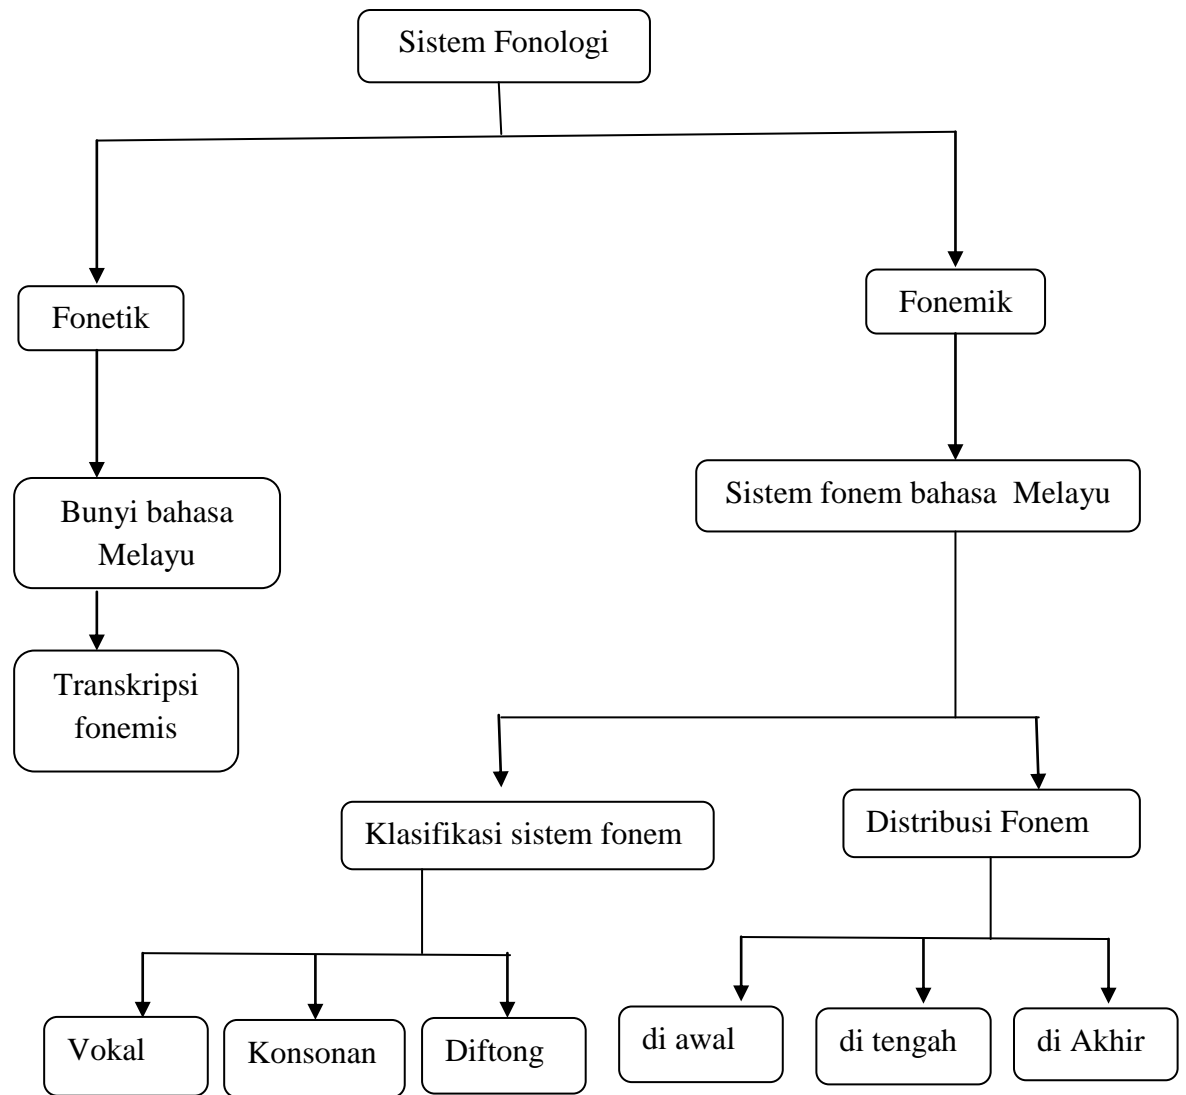 Sistem Fonologi
Fonetik
Fonemik
Bunyi bahasa
Melayu
Sistem fonem bahasa Melayu
Transkripsi
fonemis
Klasifikasi sistem fonem
Distribusi Fonem
Vokal
Konsonan
Diftong
di awal
di tengah
di Akhir